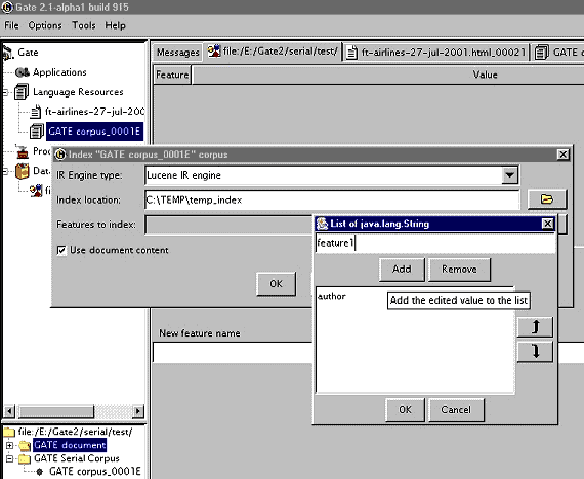 Gate 2.1-alpha1 build 915
File Options Tools Help
Gate
Applications
Language Resources
ft-airlines-27-jul-200
GATE corpus_0001E
Proc
Data
fi
Messages file:/E:/Gate2/serial/test/ ft-airlines-27-jul-2001.html_00021 GATE c
Feature Value
Index "GATE corpus_0001E" corpus
IR Engine type: Lucene IR engine
Index location: C:\TEMP\temp_index
Features to index:
Use document content
OK
List of java.lang.String
feature1
Add Remove
author
Add the edited value to the list
OK Cancel
New feature name
file:/E:/Gate2/serial/test/
GATE document
GATE Serial Corpus
GATE corpus_0001E